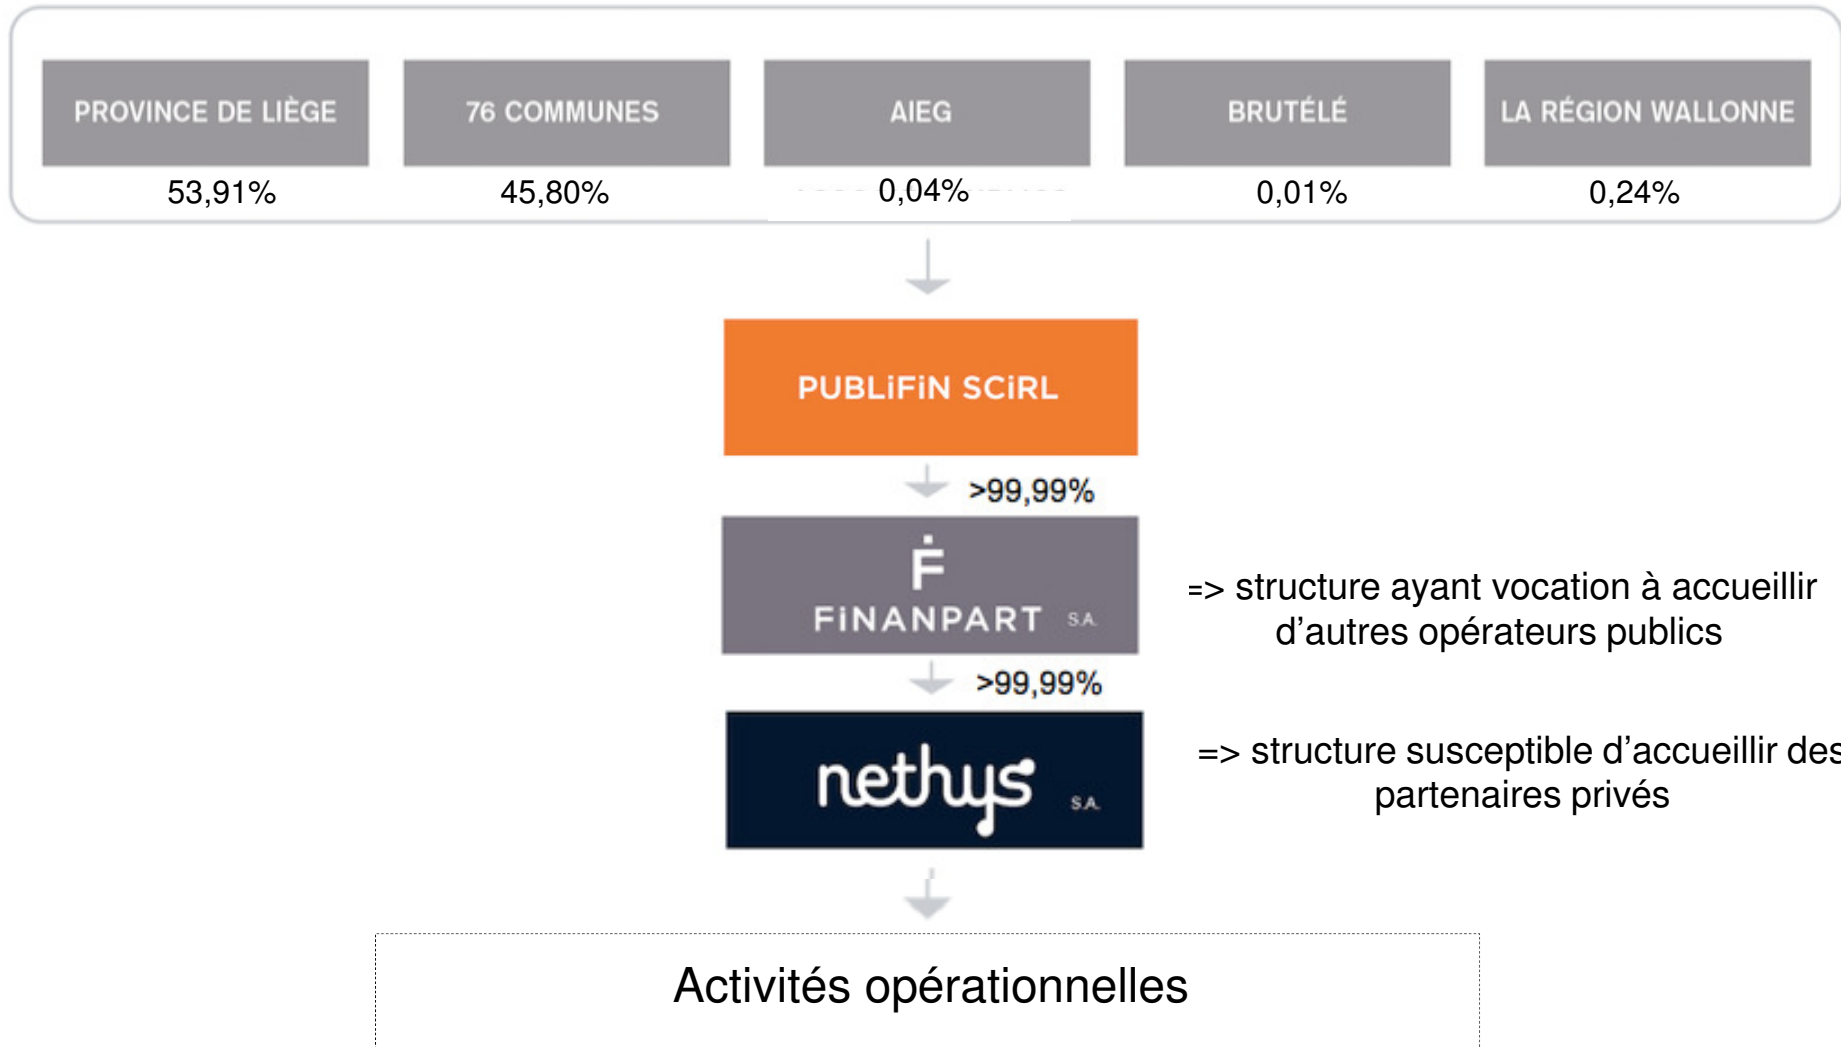 PROVINCE DE LIÈGE
76 COMMUNES
AIEG
BRUTÉLÉ
LA RÉGION WALLONNE
53,91%
45,80%
0,04%
0,01%
0,24%
PUBLiFiN SCiRL
>99,99%
Ḟ
FiNANPART S.A.
=> structure ayant vocation à accueillir
d’autres opérateurs publics
>99,99%
nethys S.A.
=> structure susceptible d’accueillir des
partenaires privés
Activités opérationnelles